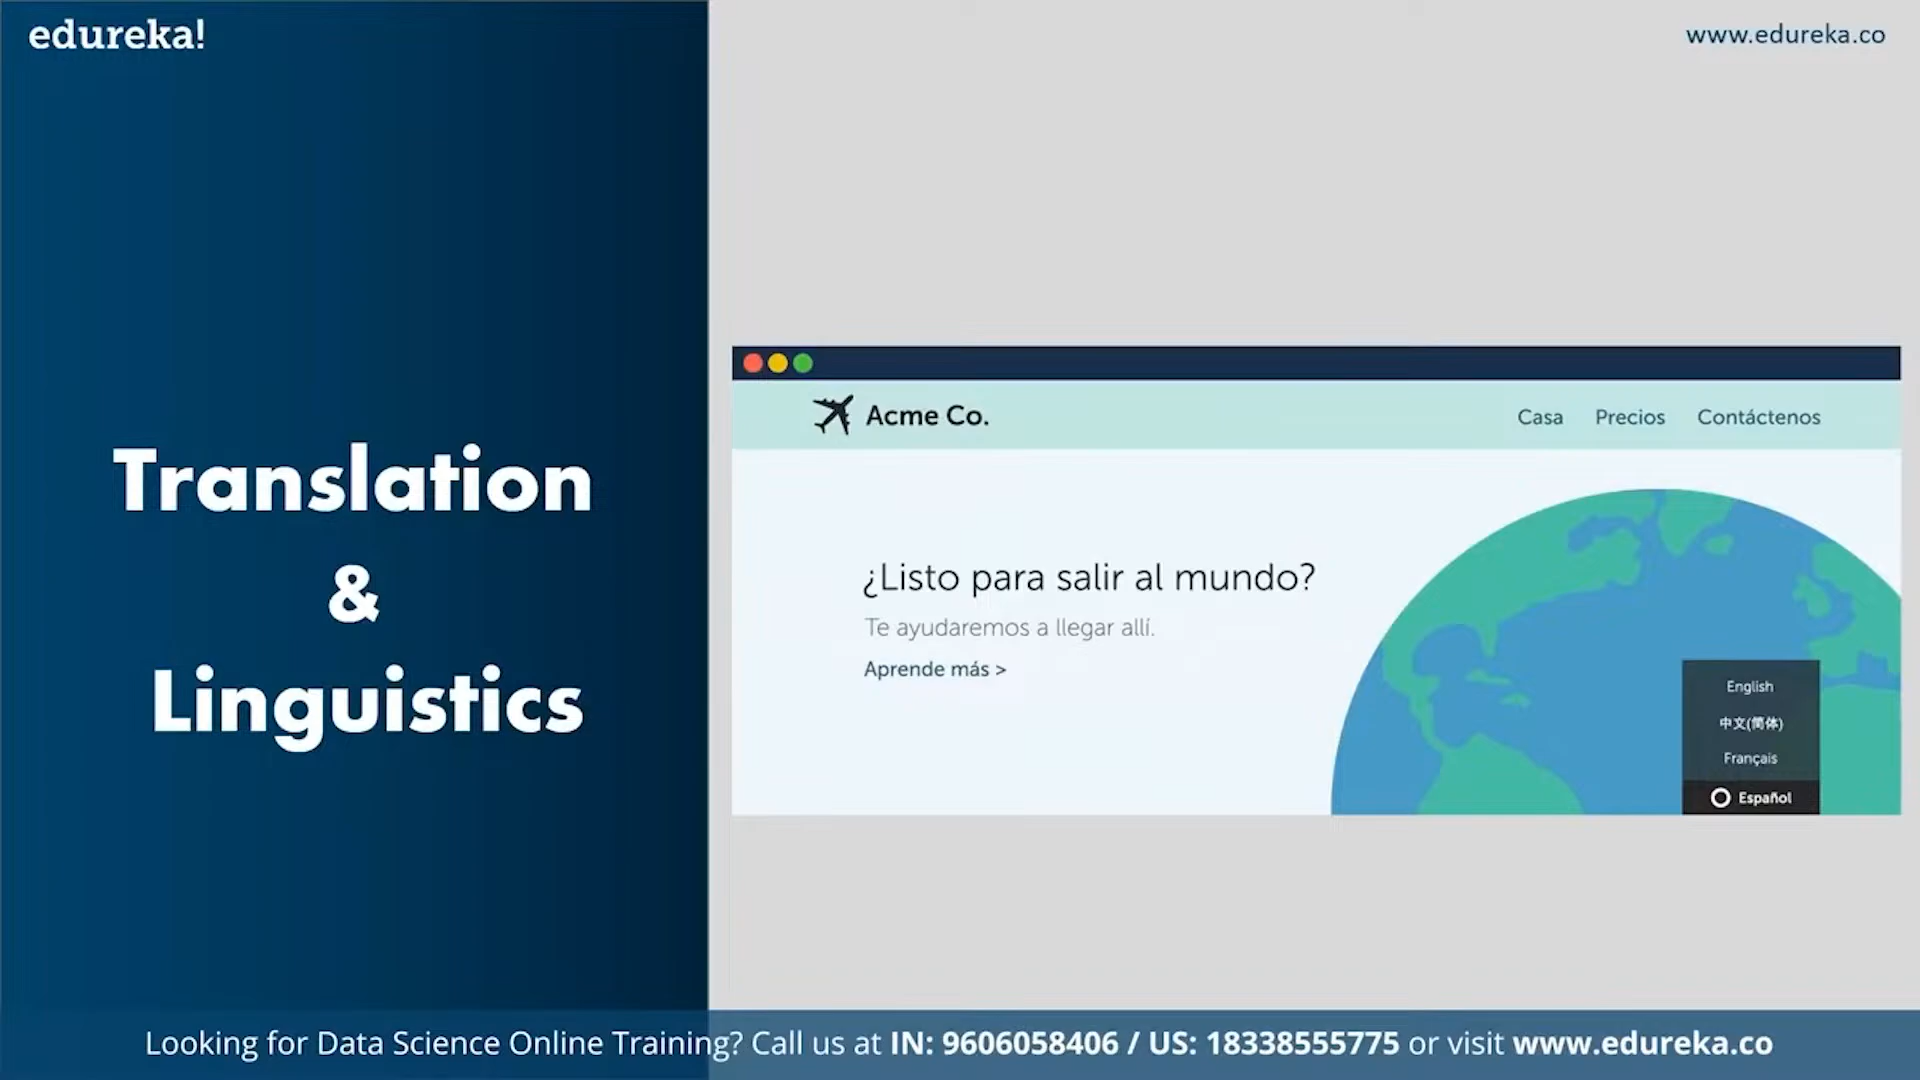 edureka!
www.edureka.co
Translation
&
Linguistics
Acme Co.
Casa Precios Contáctenos
¿Listo para salir al mundo?
Te ayudaremos a llegar allí.
Aprende más >
English
中文(简体)
Français
Español
Looking for Data Science Online Training? Call us at IN: 9606058406 / US: 18338555775 or visit www.edureka.co